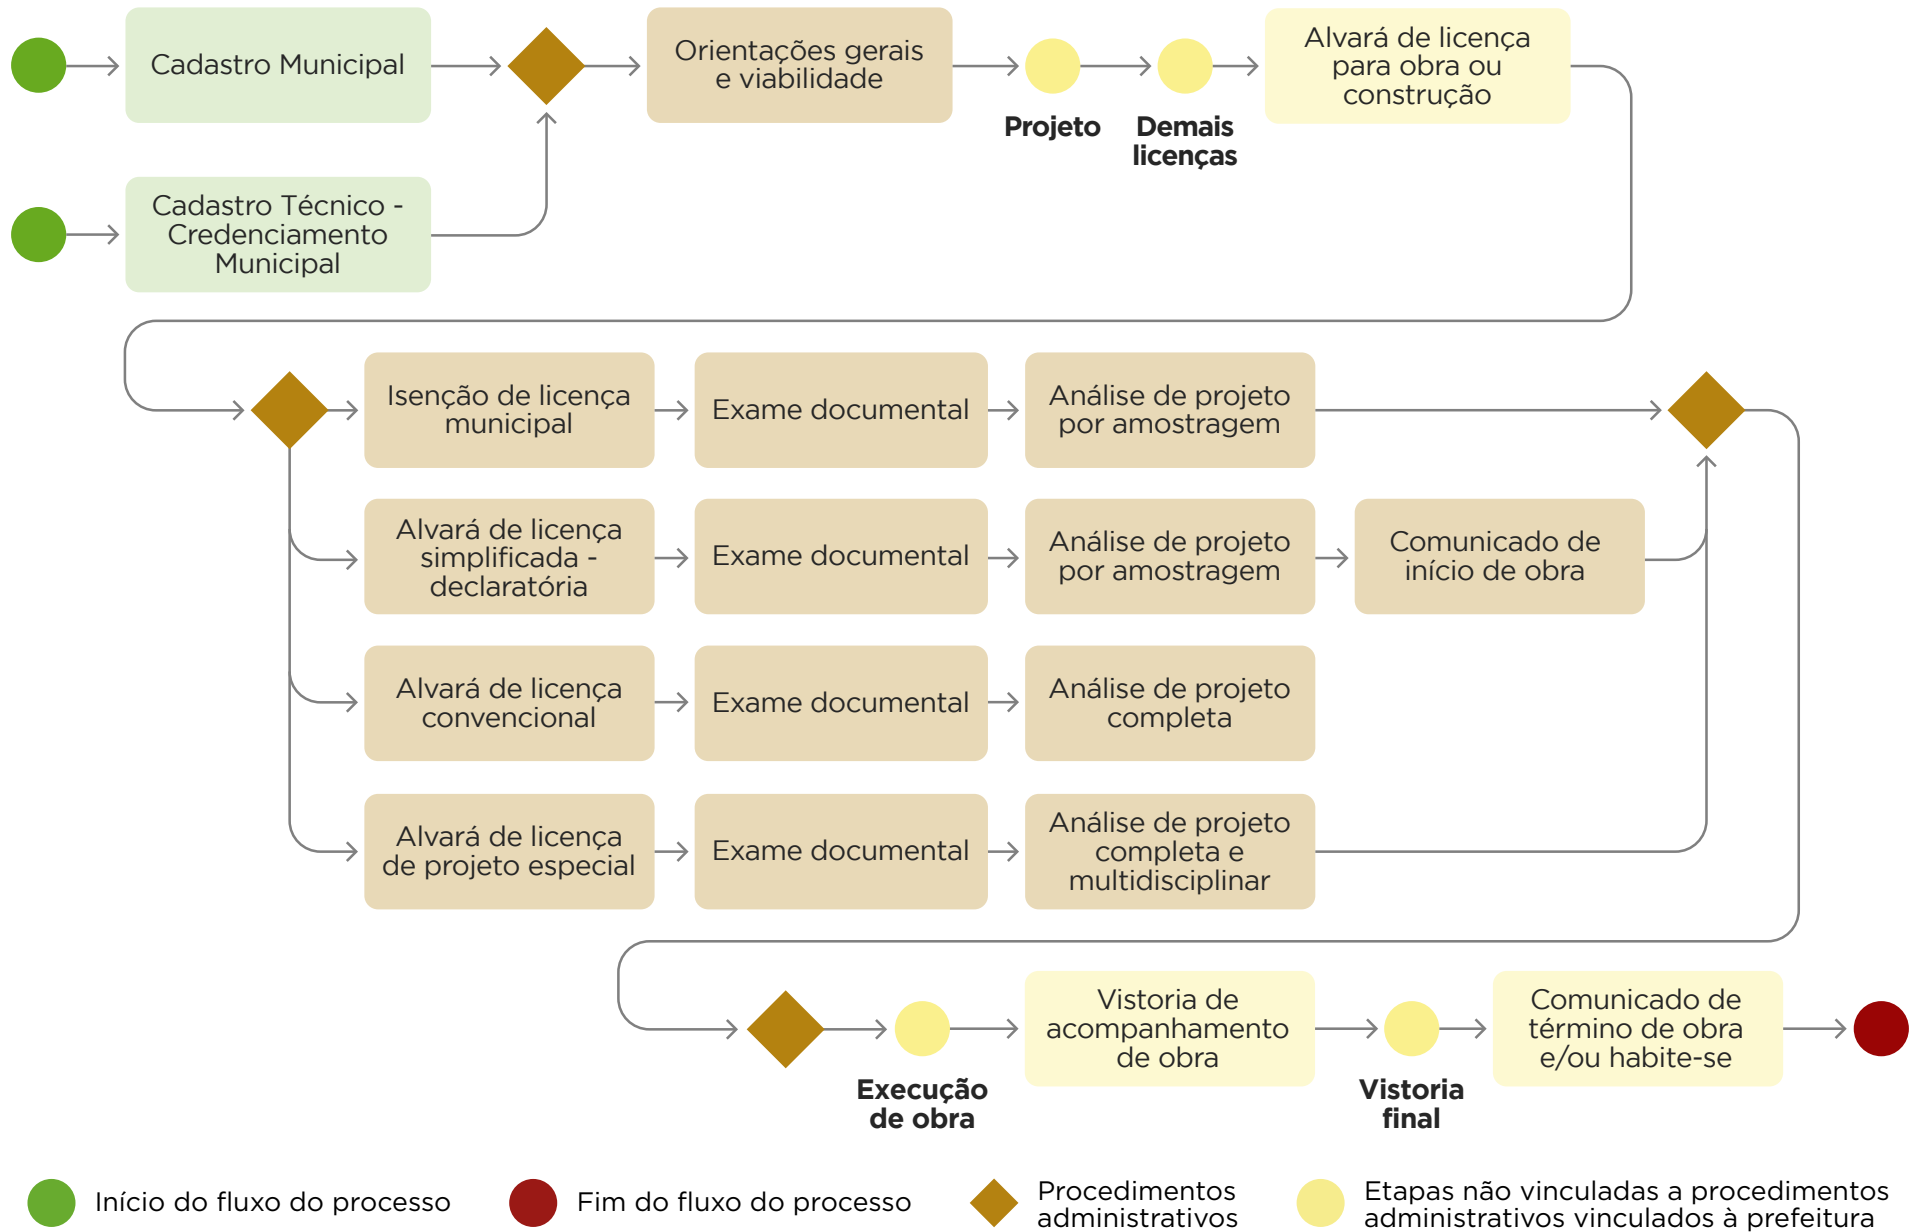 Cadastro Municipal
Orientações gerais
e viabilidade
Projeto
Demais
licenças
Alvará de licença
para obra ou
construção
Cadastro Técnico -
Credenciamento
Municipal
Isenção de licença
municipal
Exame documental
Análise de projeto
por amostragem
Alvará de licença
simplificada -
declaratória
Exame documental
Análise de projeto
por amostragem
Comunicado de
início de obra
Alvará de licença
convencional
Exame documental
Análise de projeto
completa
Alvará de licença
de projeto especial
Exame documental
Análise de projeto
completa e
multidisciplinar
Execução
de obra
Vistoria de
acompanhamento
de obra
Vistoria
final
Comunicado de
término de obra
e/ou habite-se
Início do fluxo do processo
Fim do fluxo do processo
Procedimentos
administrativos
Etapas não vinculadas a procedimentos
administrativos vinculados à prefeitura